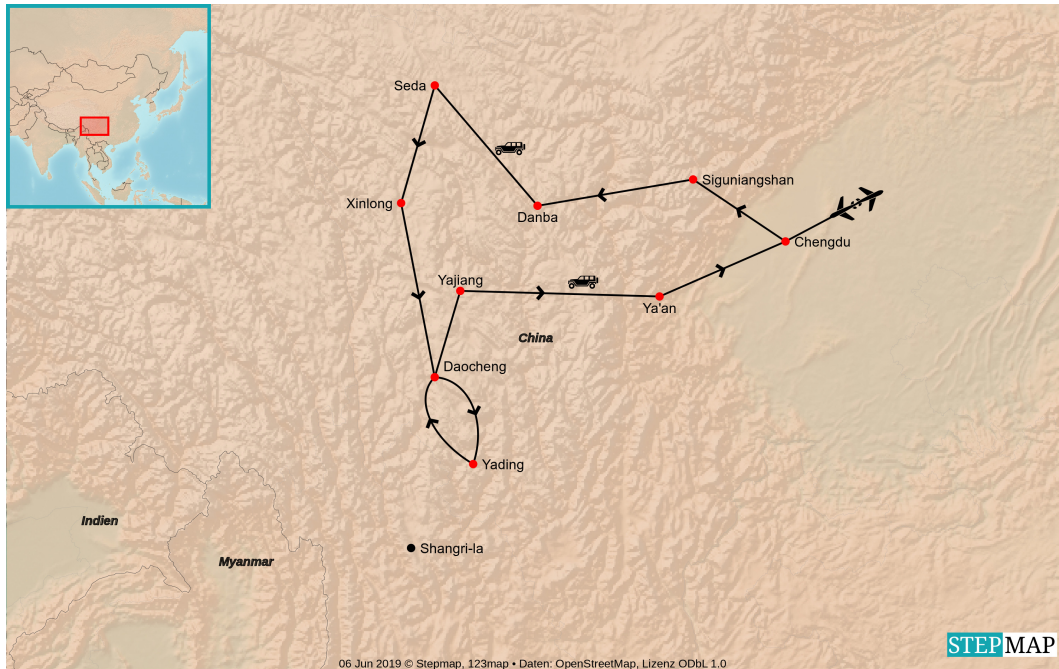 Seda
Siguniangshan
Xinlong
Danba
Chengdu
Yajiang
Ya'an
China
Daocheng
Yading
Indien
Shangri-la
Myanmar
STEPMAP
06 Jun 2019 © Stepmap, 123map • Daten: OpenStreetMap, Lizenz ODbL 1.0